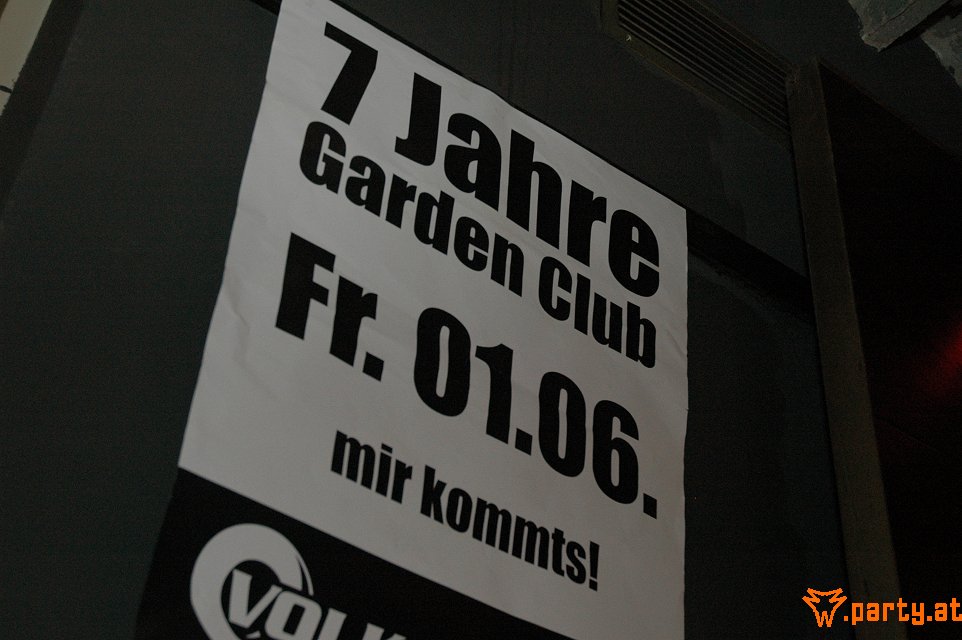 7 Jahre
Garden Club
Fr. 01.06.
mir kommts!
.party.at